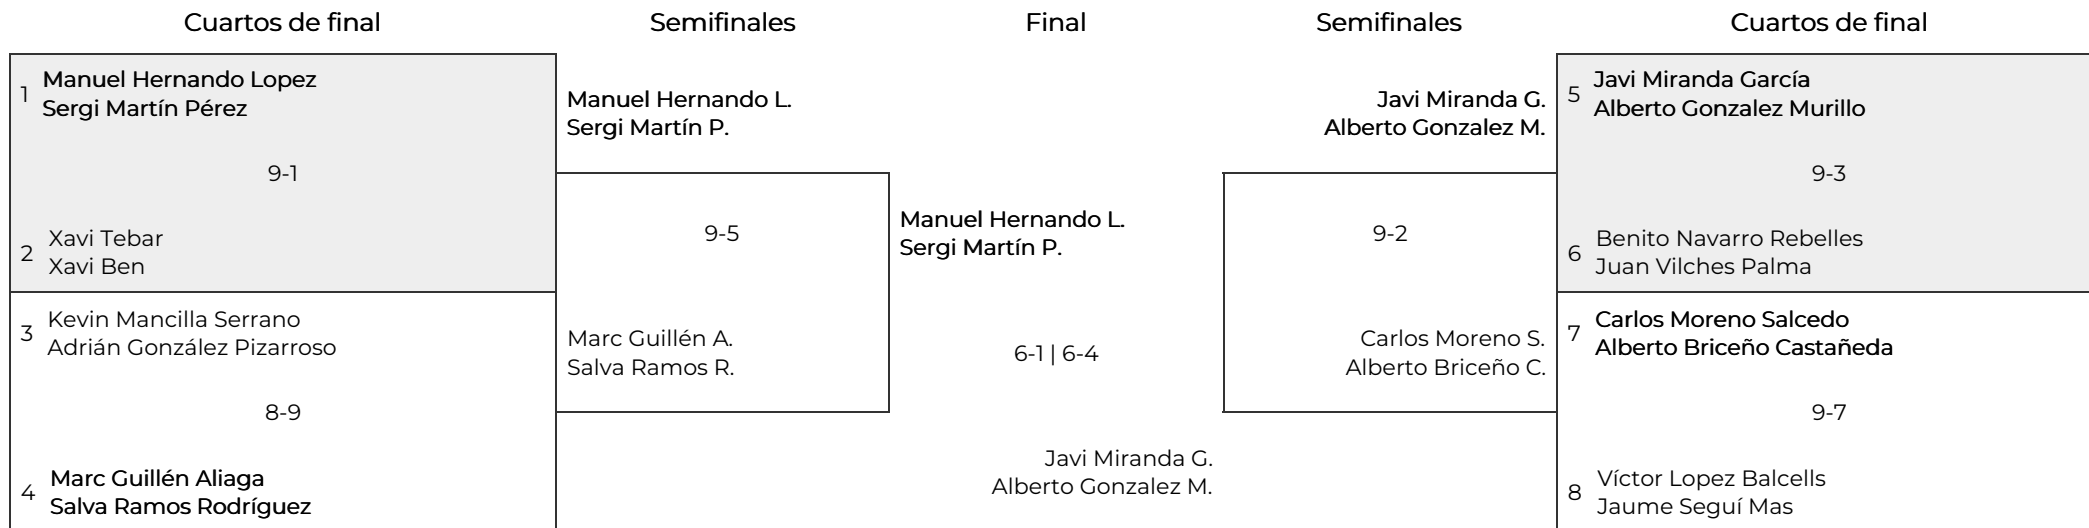 Cuartos de final
Semifinales
Final
Semifinales
Cuartos de final
1
Manuel Hernando Lopez
Sergi Martín Pérez
9-1
2
Xavi Tebar
Xavi Ben
3
Kevin Mancilla Serrano
Adrián González Pizarroso
8-9
4
Marc Guillén Aliaga
Salva Ramos Rodríguez
Manuel Hernando L.
Sergi Martín P.
9-5
Marc Guillén A.
Salva Ramos R.
Manuel Hernando L.
Sergi Martín P.
6-1 | 6-4
Javi Miranda G.
Alberto Gonzalez M.
Javi Miranda G.
Alberto Gonzalez M.
9-2
Carlos Moreno S.
Alberto Briceño C.
5
Javi Miranda García
Alberto Gonzalez Murillo
9-3
6
Benito Navarro Rebelles
Juan Vilches Palma
7
Carlos Moreno Salcedo
Alberto Briceño Castañeda
9-7
8
Víctor Lopez Balcells
Jaume Seguí Mas